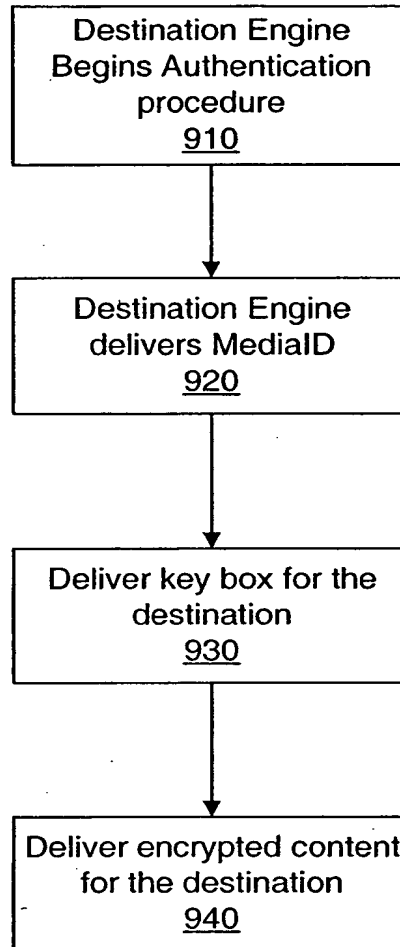 Destination Engine
Begins Authentication
procedure
910
Destination Engine
delivers MediaID
920
Deliver key box for the
destination
930
Deliver encrypted content
for the destination
940